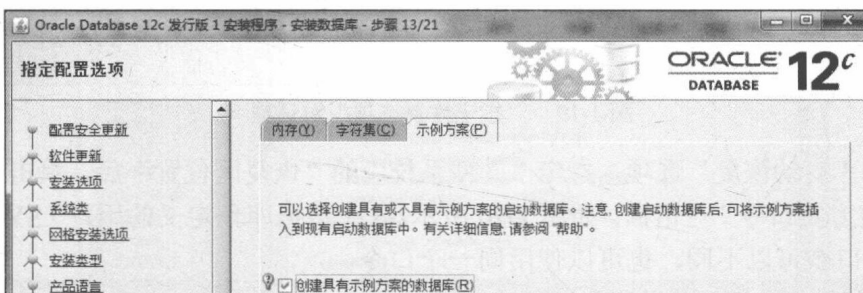 Oracle Database 12c 发行版 1 安装程序 - 安装数据库 - 步骤 13/21
指定配置选项
ORACLE DATABASE 12c
配置安全更新
软件更新
安装选项
系统类
网格安装选项
安装类型
产品语言
内存(Y) 字符集(C) 示例方案(P)
可以选择创建具有或不具有示例方案的启动数据库。注意, 创建启动数据库后, 可将示例方案插
入到现有启动数据库中。有关详细信息, 请参阅 "帮助"。
创建具有示例方案的数据库(R)